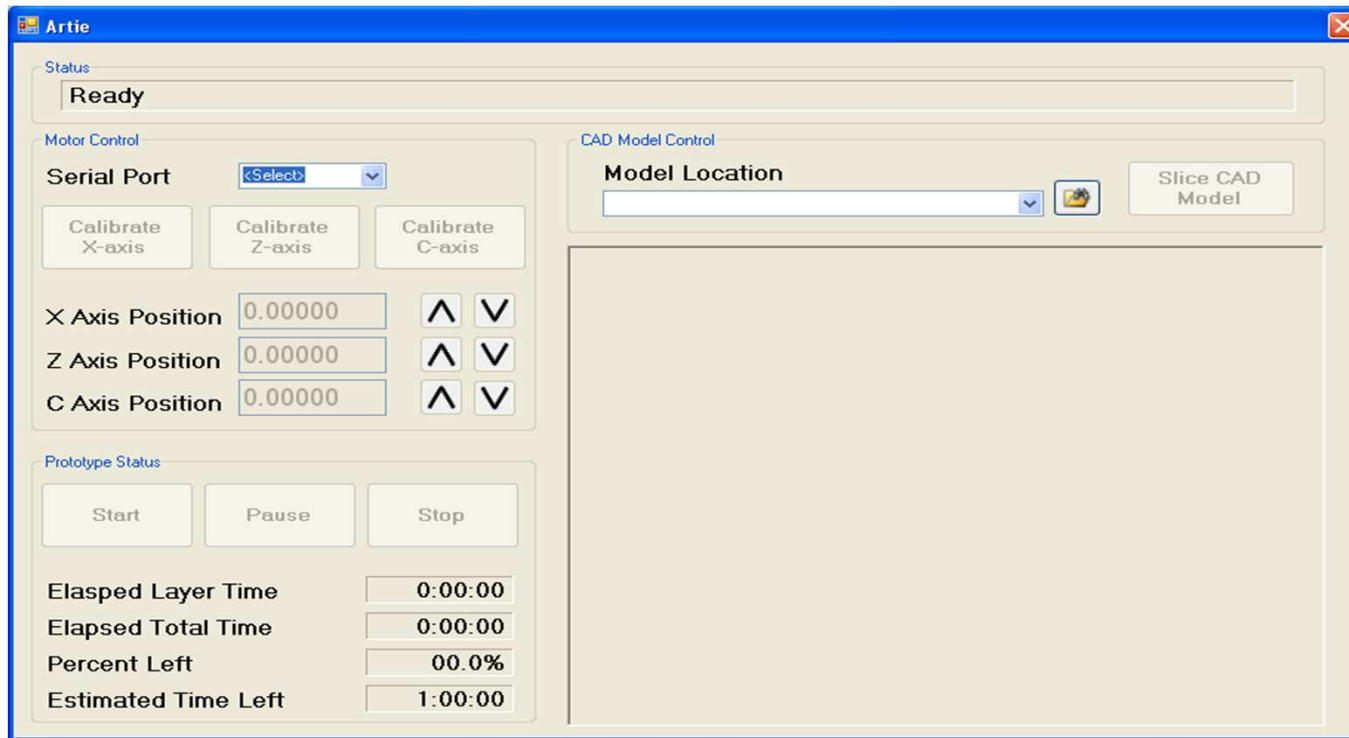 Artie
Status
Ready
Motor Control
Serial Port <Select>
Calibrate X-axis
Calibrate Z-axis
Calibrate C-axis
X Axis Position 0.00000
Z Axis Position 0.00000
C Axis Position 0.00000
Prototype Status
Start Pause Stop
Elasped Layer Time 0:00:00
Elapsed Total Time 0:00:00
Percent Left 00.0%
Estimated Time Left 1:00:00
CAD Model Control
Model Location
Slice CAD
Model